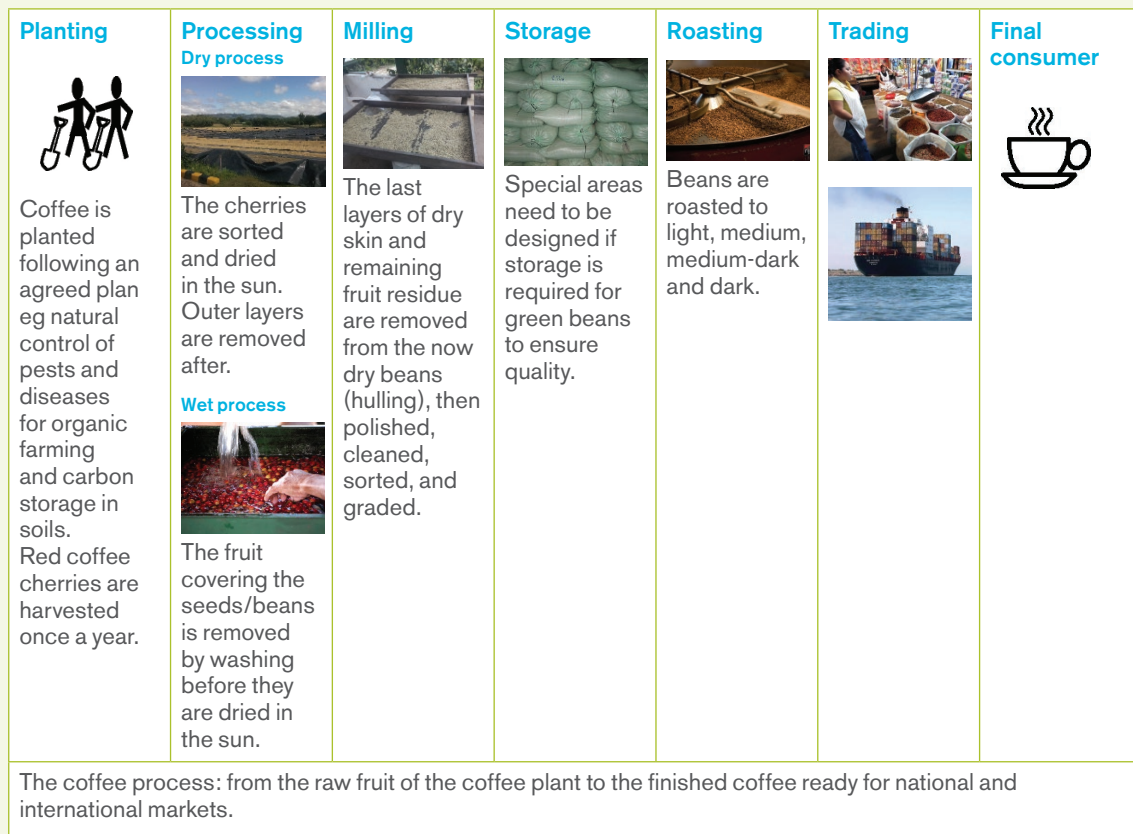 Planting
Coffee is
planted
following an
agreed plan
eg natural
control of
pests and
diseases
for organic
farming
and carbon
storage in
soils.
Red coffee
cherries are
harvested
once a year.
Processing
Dry process
The cherries
are sorted
and dried
in the sun.
Outer layers
are removed
after.
Wet process
The fruit
covering the
seeds/beans
is removed
by washing
before they
are dried in
the sun.
Milling
The last
layers of dry
skin and
remaining
fruit residue
are removed
from the now
dry beans
(hulling), then
polished,
cleaned,
sorted, and
graded.
Storage
Special areas
need to be
designed if
storage is
required for
green beans
to ensure
quality.
Roasting
Beans are
roasted to
light, medium,
medium-dark
and dark.
Trading
Final
consumer
The coffee process: from the raw fruit of the coffee plant to the finished coffee ready for national and
international markets.